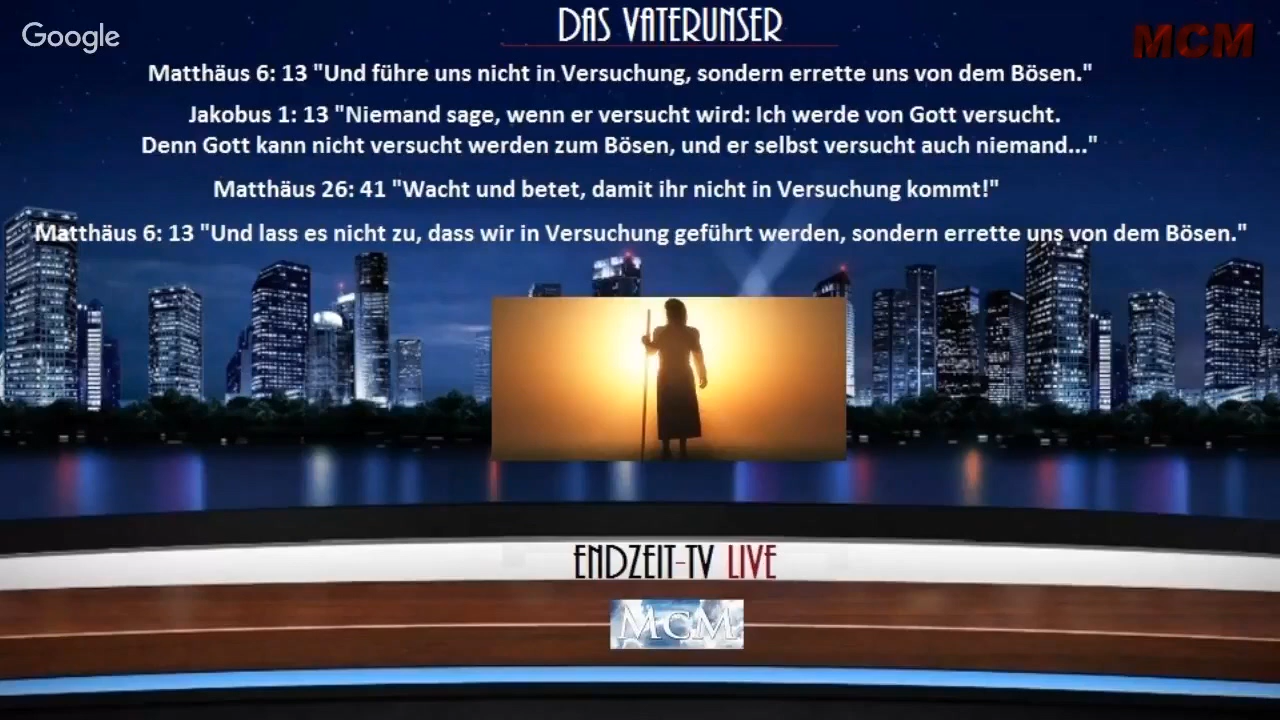 Google
DAS VATERUNSER
MCM
Matthäus 6: 13 "Und führe uns nicht in Versuchung, sondern errette uns von dem Bösen."
Jakobus 1: 13 "Niemand sage, wenn er versucht wird: Ich werde von Gott versucht.
Denn Gott kann nicht versucht werden zum Bösen, und er selbst versucht auch niemand..."
Matthäus 26: 41 "Wacht und betet, damit ihr nicht in Versuchung kommt!"
Matthäus 6: 13 "Und lass es nicht zu, dass wir in Versuchung geführt werden, sondern errette uns von dem Bösen."
ENDZEIT-TV LIVE
MCM